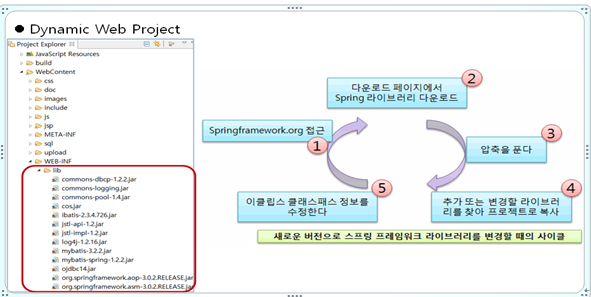 ● Dynamic Web Project
Project Explorer
JavaScript Resources
build
WebContent
css
doc
images
include
js
jsp
META-INF
sql
upload
WEB-INF
lib
commons-dbcp-1.2.2.jar
commons-logging.jar
commons-pool-1.4.jar
cos.jar
ibatis-2.3.4.726.jar
jstl-api-1.2.jar
jstl-impl-1.2.jar
log4j-1.2.16.jar
mybatis-3.2.2.jar
mybatis-spring-1.2.2.jar
ojdbc14.jar
org.springframework.aop-3.0.2.RELEASE.jar
org.springframework.asm-3.0.2.RELEASE.jar
Springframework.org 접근
1
2
다운로드 페이지에서
Spring 라이브러리 다운로드
3
압축을 푼다
4
추가 또는 변경할 라이브러
리를 찾아 프로젝트로 복사
5
이클립스 클래스패스 정보를
수정한다
새로운 버전으로 스프링 프레임워크 라이브러리를 변경할 때의 사이클